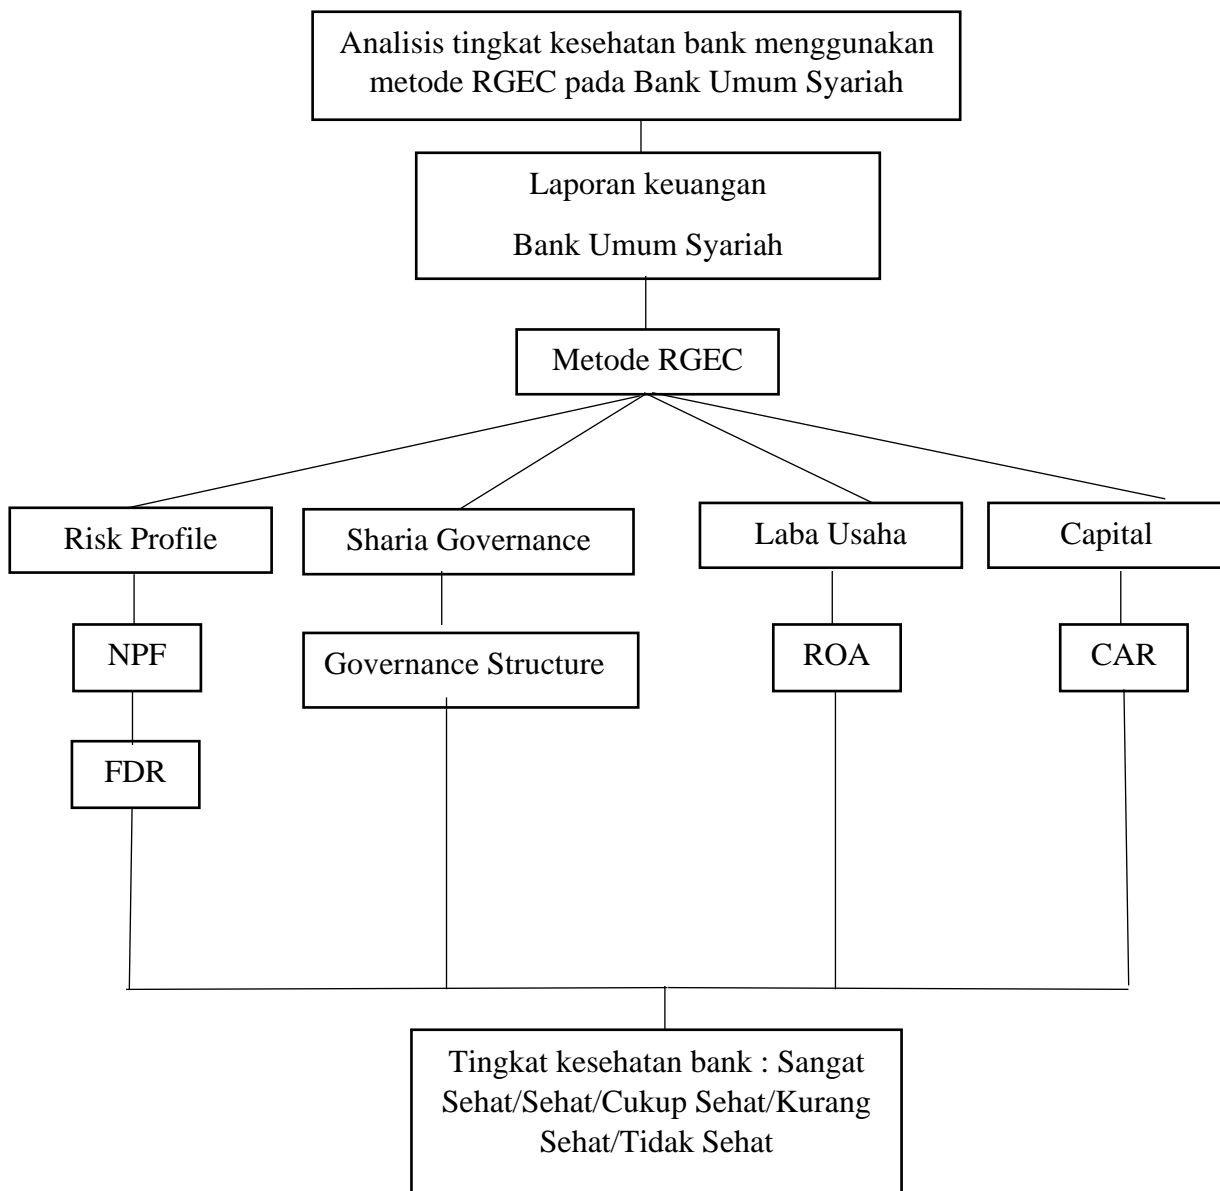 Analisis tingkat kesehatan bank menggunakan
metode RGEC pada Bank Umum Syariah
Laporan keuangan
Bank Umum Syariah
Metode RGEC
Risk Profile
Sharia Governance
Laba Usaha
Capital
NPF
Governance Structure
ROA
CAR
FDR
Tingkat kesehatan bank : Sangat
Sehat/Sehat/Cukup Sehat/Kurang
Sehat/Tidak Sehat